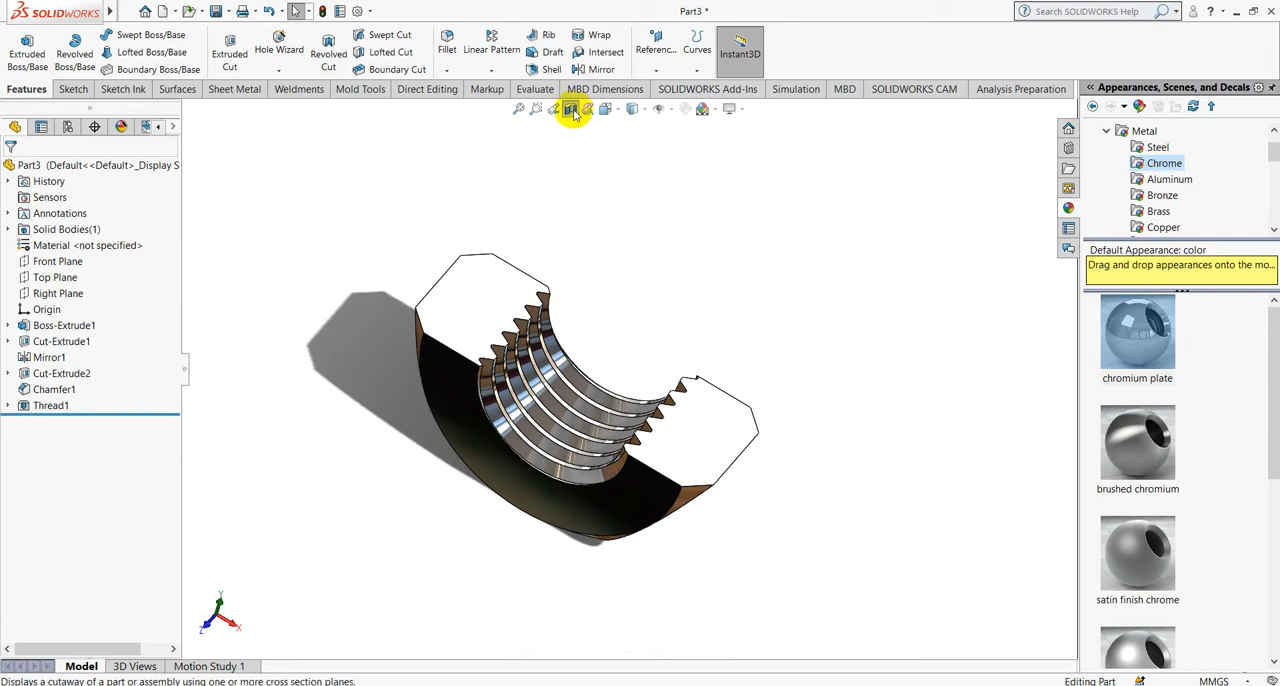 SOLIDWORKS
Part3 *
Search SOLIDWORKS Help
Extruded Boss/Base
Revolved Boss/Base
Swept Boss/Base
Lofted Boss/Base
Boundary Boss/Base
Extruded Cut
Hole Wizard
Revolved Cut
Swept Cut
Lofted Cut
Boundary Cut
Fillet
Linear Pattern
Rib
Draft
Shell
Wrap
Intersect
Mirror
Referenc...
Curves
Instant3D
Features
Sketch
Sketch Ink
Surfaces
Sheet Metal
Weldments
Mold Tools
Direct Editing
Markup
Evaluate
MBD Dimensions
SOLIDWORKS Add-Ins
Simulation
MBD
SOLIDWORKS CAM
Analysis Preparation
Part3 (Default<<Default>_Display S
History
Sensors
Annotations
Solid Bodies(1)
Material <not specified>
Front Plane
Top Plane
Right Plane
Origin
Boss-Extrude1
Cut-Extrude1
Mirror1
Cut-Extrude2
Chamfer1
Thread1
Y
X
Z
Appearances, Scenes, and Decals
Metal
Steel
Chrome
Aluminum
Bronze
Brass
Copper
Default Appearance: color
Drag and drop appearances onto the mo...
chromium plate
brushed chromium
satin finish chrome
Model
3D Views
Motion Study 1
Displays a cutaway of a part or assembly using one or more cross section planes.
Editing Part
MMGS